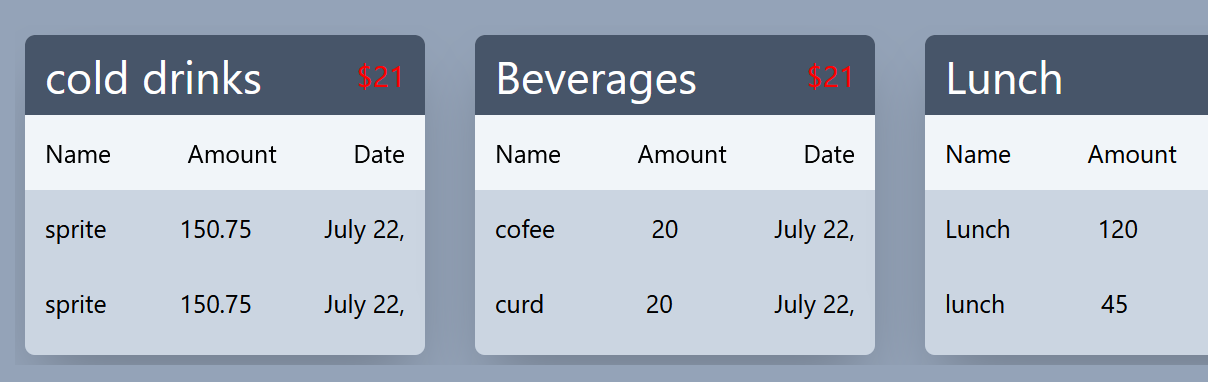 cold drinks $21
Name Amount Date
sprite 150.75 July 22,
sprite 150.75 July 22,
Beverages $21
Name Amount Date
cofee 20 July 22,
curd 20 July 22,
Lunch
Name Amount
Lunch 120
lunch 45